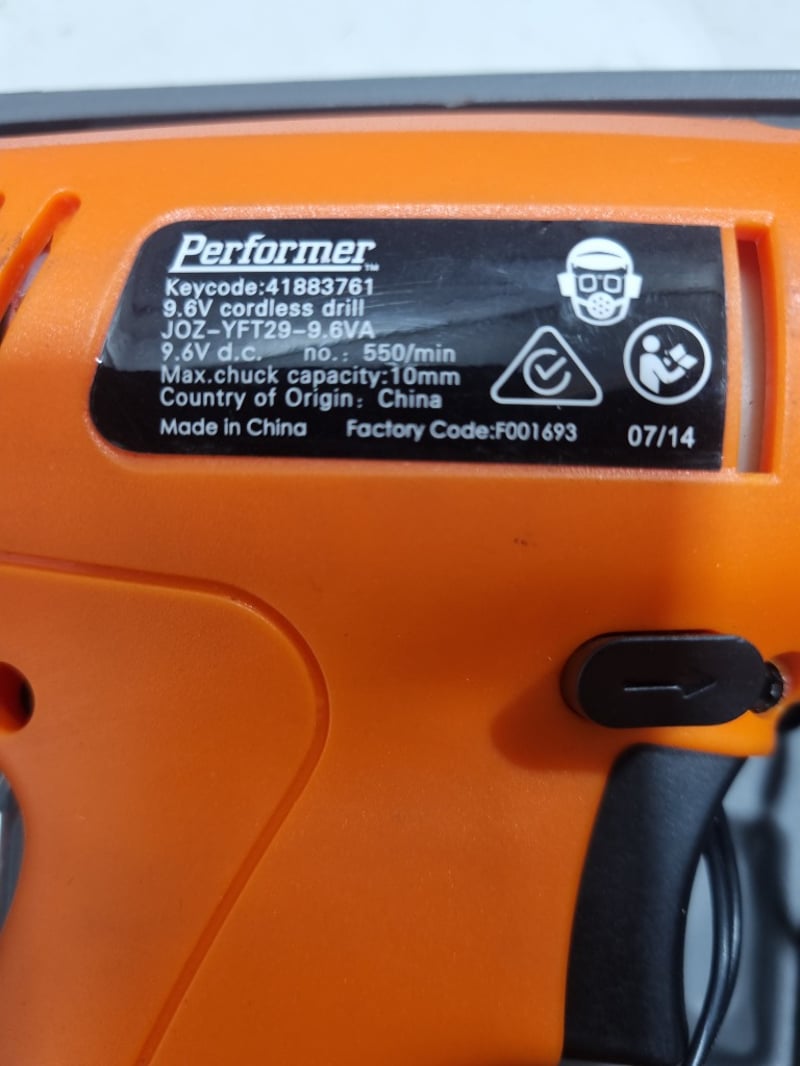 Performer™
Keycode:41883761
9.6V cordless drill
JOZ-YFT29-9.6VA
9.6V d.c. no.: 550/min
Max.chuck capacity:10mm
Country of Origin: China
Made in China Factory Code:F001693 07/14